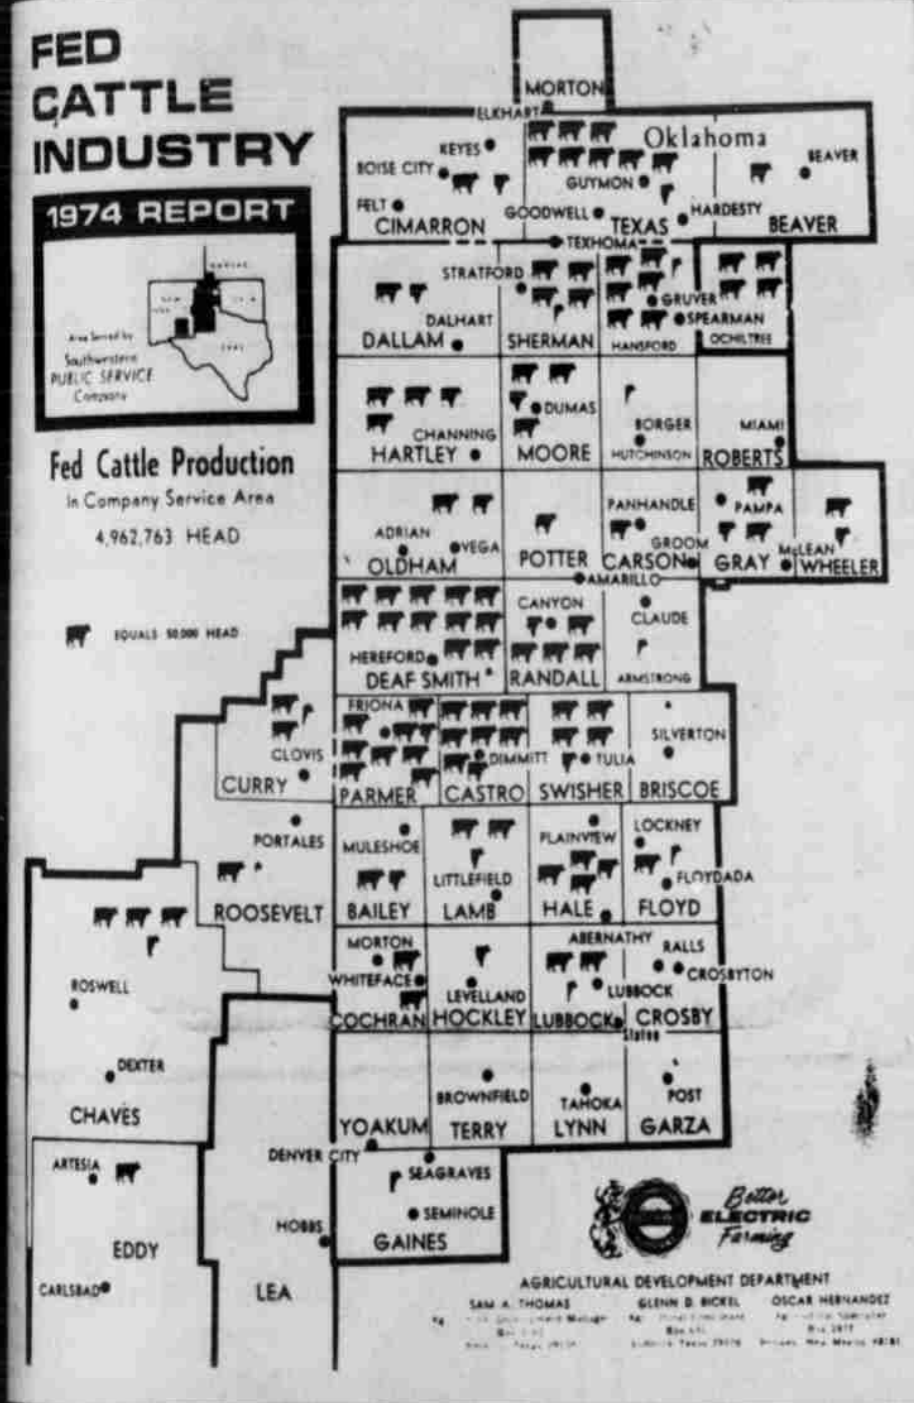 FED
CATTLE
INDUSTRY
1974 REPORT
Area Served by
Southwestern
PUBLIC SERVICE
Company
Fed Cattle Production
In Company Service Area
4,962,763 HEAD
EQUALS 50,000 HEAD
MORTON
ELKHART
Oklahoma
KEYES
BOISE CITY
BEAVER
GUYMON
FELT
GOODWELL
HARDESTY
CIMARRON
TEXAS
BEAVER
TEXHOMA
STRATFORD
GRUVER
DALHART
SPEARMAN
DALLAM
SHERMAN
HANSFORD
OCHILTREE
DUMAS
CHANNING
BORGER
MIAMI
HARTLEY
MOORE
HUTCHINSON
ROBERTS
PANHANDLE
PAMPA
ADRIAN
VEGA
GROOM
McLEAN
OLDHAM
POTTER
CARSON
GRAY
WHEELER
AMARILLO
CANYON
CLAUDE
HEREFORD
DEAF SMITH
RANDALL
ARMSTRONG
FRIONA
SILVERTON
CLOVIS
DIMMITT
TULIA
CURRY
PARMER
CASTRO
SWISHER
BRISCOE
PORTALES
MULESHOE
PLAINVIEW
LOCKNEY
LITTLEFIELD
FLOYDADA
ROOSEVELT
BAILEY
LAMB
HALE
FLOYD
MORTON
ABERNATHY
RALLS
WHITEFACE
CROSBYTON
ROSWELL
LEVELLAND
LUBBOCK
COCHRAN
HOCKLEY
LUBBOCK
CROSBY
Slaton
DEXTER
BROWNFIELD
TAHOKA
POST
CHAVES
YOAKUM
TERRY
LYNN
GARZA
DENVER CITY
ARTESIA
SEAGRAVES
SEMINOLE
HOBBS
EDDY
GAINES
CARLSBAD
LEA
Better
ELECTRIC
Farming
AGRICULTURAL DEVELOPMENT DEPARTMENT
SAM A. THOMAS
GLENN D. BICKEL
OSCAR HERNANDEZ